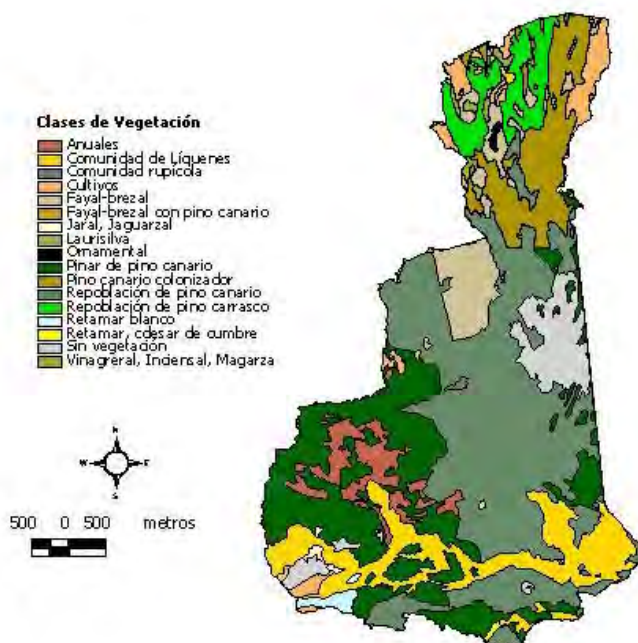 Clases de Vegetación
Anuales
Comunidad de Líquenes
Comunidad rupícola
Cultivos
Fayal-brezal
Fayal-brezal con pino canario
Jaral, Jaguarzal
Laurisilva
Ornamental
Pinar de pino canario
Pino canario colonizador
Repoblación de pino canario
Repoblación de pino carrasco
Retamar blanco
Retamar, cdesar de cumbre
Sin vegetación
Vinagreral, Inciensal, Magarza
N
W E
S
500 0 500 metros